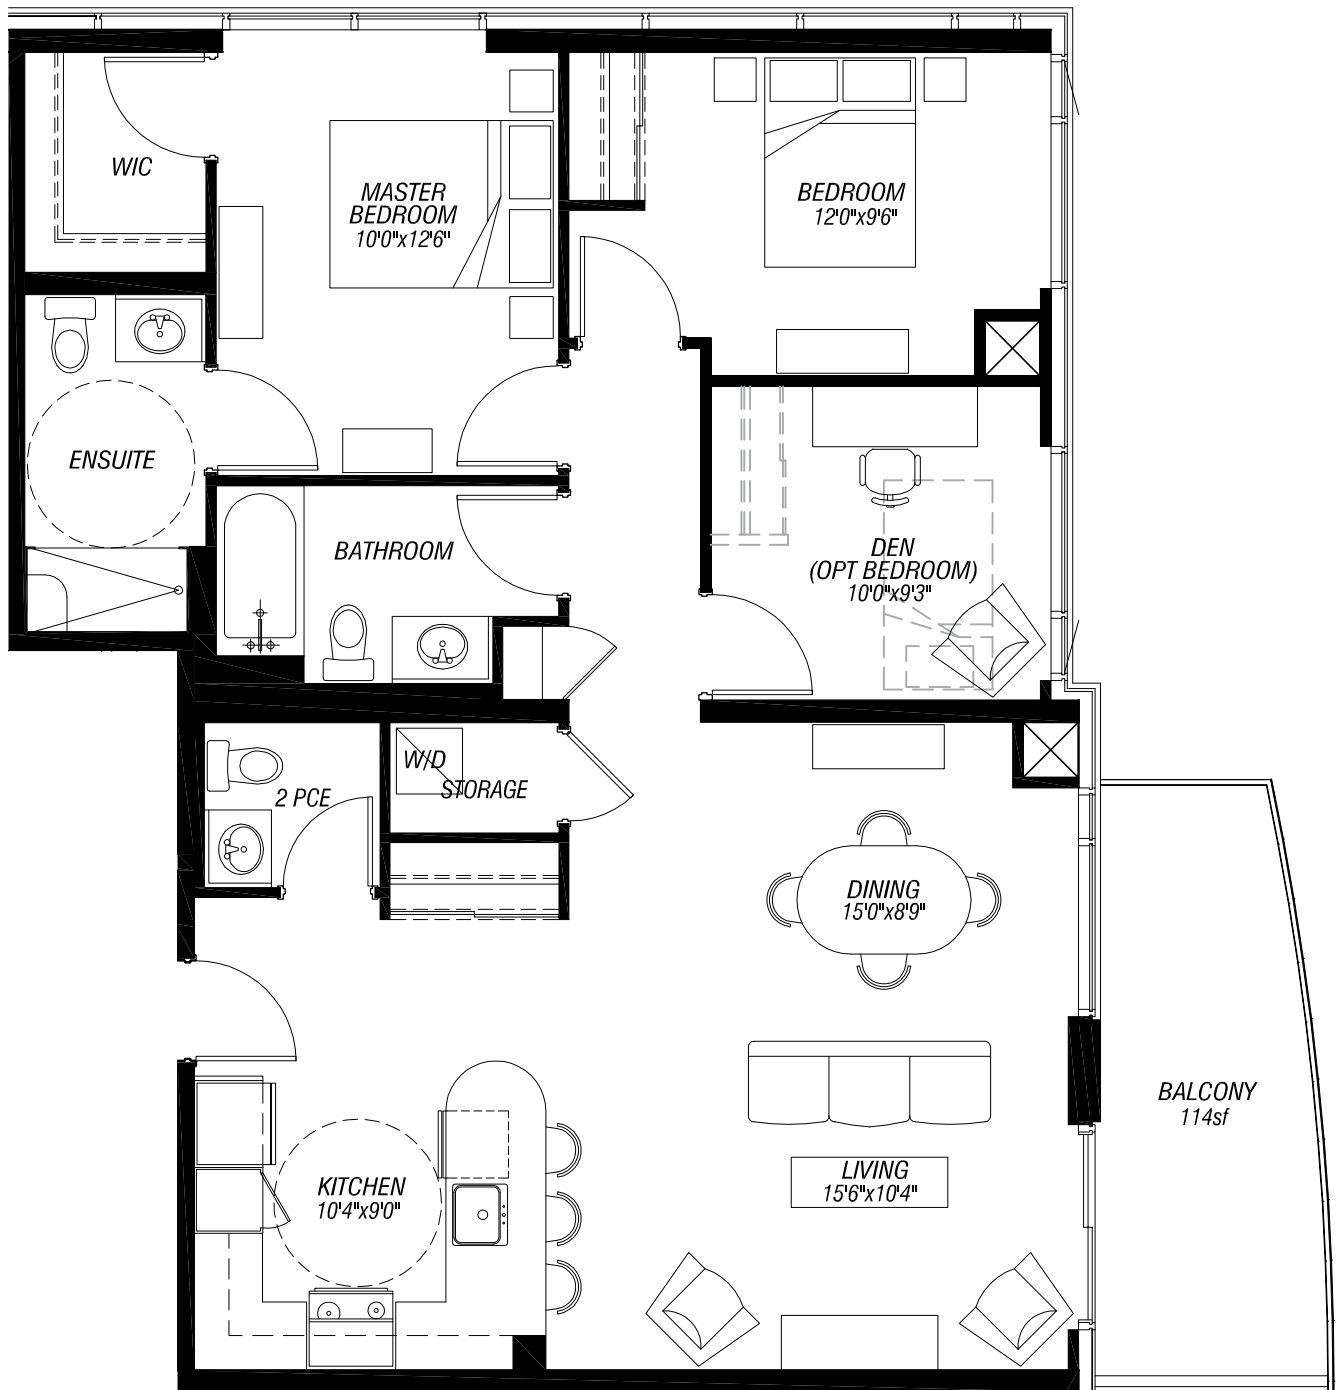 WIC
MASTER
BEDROOM
10'0"x12'6"
BEDROOM
12'0"x9'6"
ENSUITE
BATHROOM
DEN
(OPT BEDROOM)
10'0"x9'3"
W/D
STORAGE
2 PCE
DINING
15'0"x8'9"
BALCONY
114sf
LIVING
15'6"x10'4"
KITCHEN
10'4"x9'0"